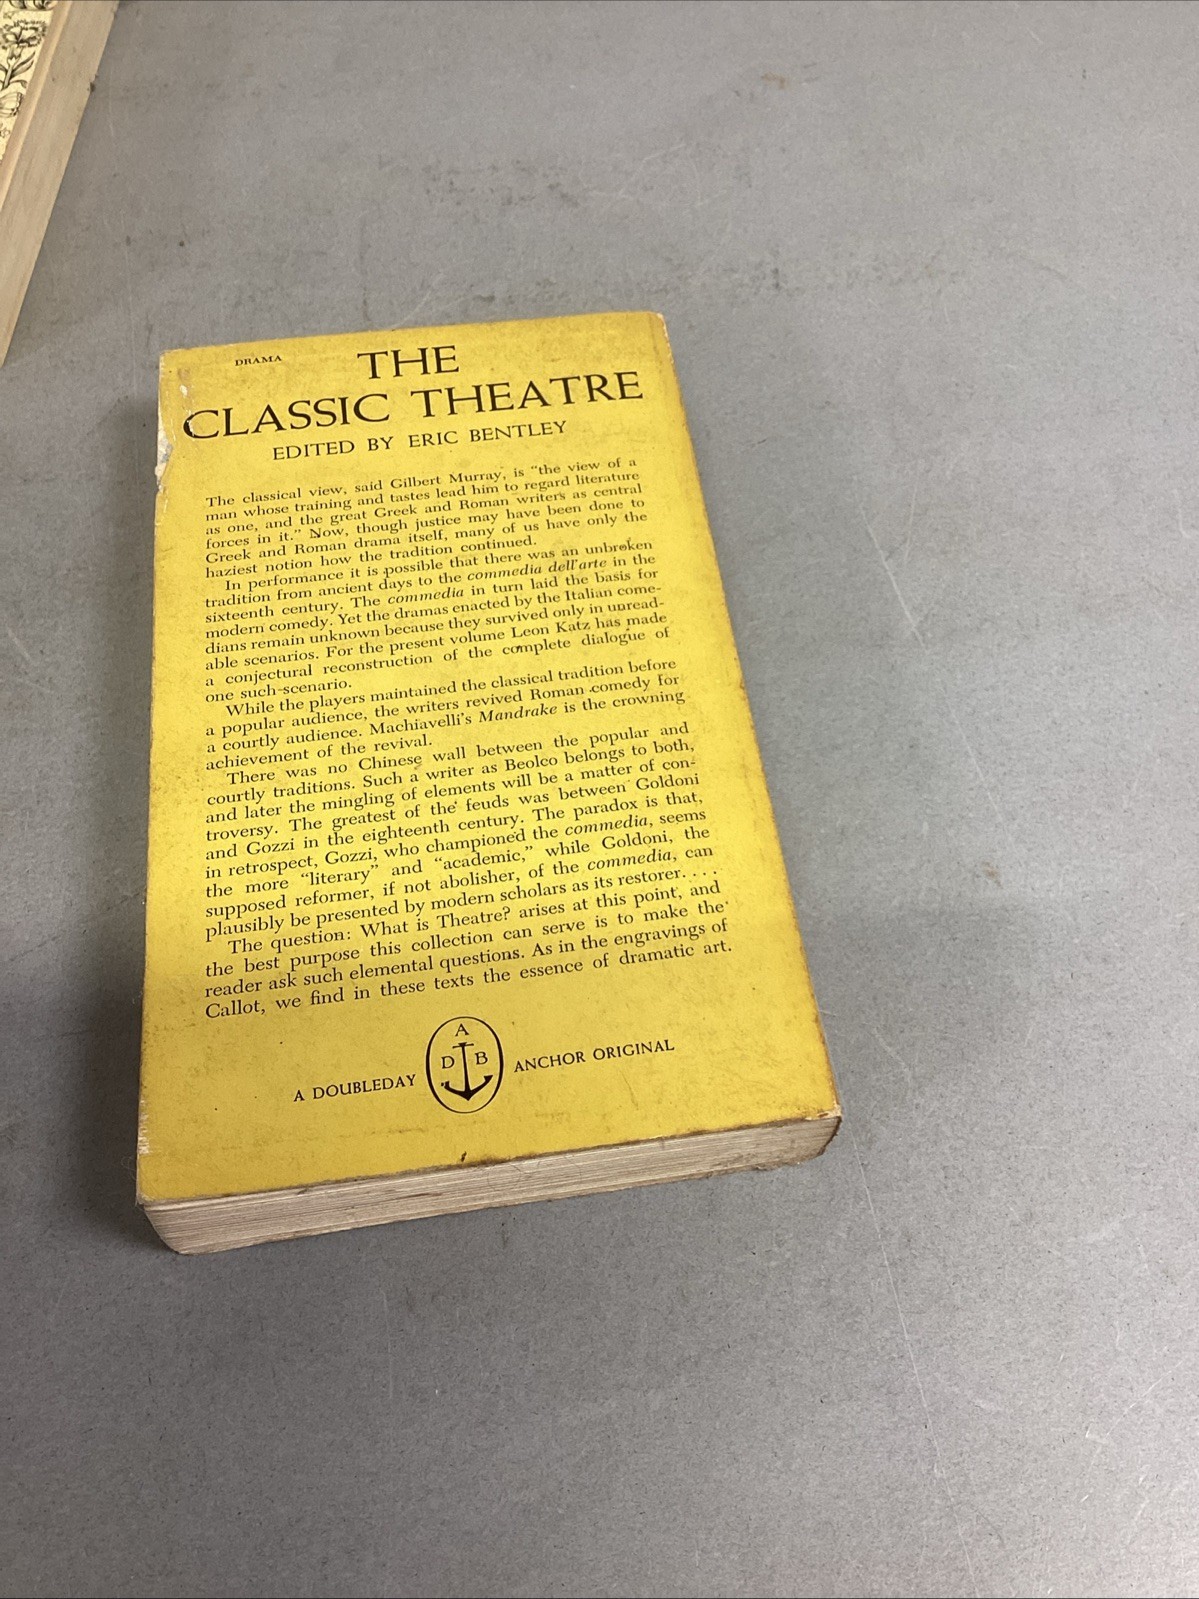 DRAMA
THE
CLASSIC THEATRE
EDITED BY ERIC BENTLEY
The classical view, said Gilbert Murray, is "the view of a
man whose training and tastes lead him to regard literature
as one, and the great Greek and Roman writers as central
forces in it." Now, though justice may have been done to
Greek and Roman drama itself, many of us have only the
haziest notion how the tradition continued.
In performance it is possible that there was an unbroken
tradition from ancient days to the commedia dell'arte in the
sixteenth century. The commedia in turn laid the basis for
modern comedy. Yet the dramas enacted by the Italian come-
dians remain unknown because they survived only in unread-
able scenarios. For the present volume Leon Katz has made
a conjectural reconstruction of the complete dialogue of
one such scenario.
While the players maintained the classical tradition before
a popular audience, the writers revived Roman comedy for
a courtly audience. Machiavelli's Mandrake is the crowning
achievement of the revival.
There was no Chinese wall between the popular and
courtly traditions. Such a writer as Beolco belongs to both,
and later the mingling of elements will be a matter of con-
troversy. The greatest of the feuds was between Goldoni
and Gozzi in the eighteenth century. The paradox is that,
in retrospect, Gozzi, who championed the commedia, seems
the more "literary" and "academic," while Goldoni, the
supposed reformer, if not abolisher, of the commedia, can
plausibly be presented by modern scholars as its restorer. . . .
The question: What is Theatre? arises at this point, and
the best purpose this collection can serve is to make the
reader ask such elemental questions. As in the engravings of
Callot, we find in these texts the essence of dramatic art.
A
D B
A DOUBLEDAY ANCHOR ORIGINAL